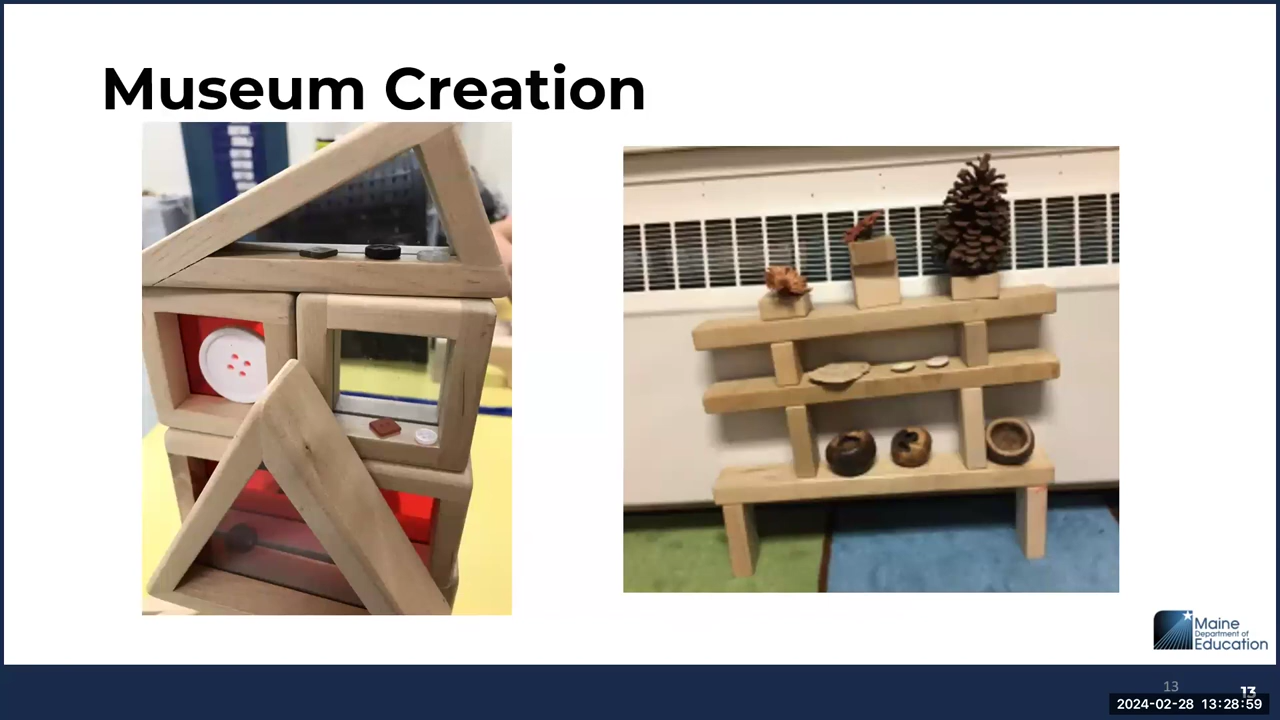 Museum Creation
Maine
Department of
Education
13
13
2024-02-28 13:28:59